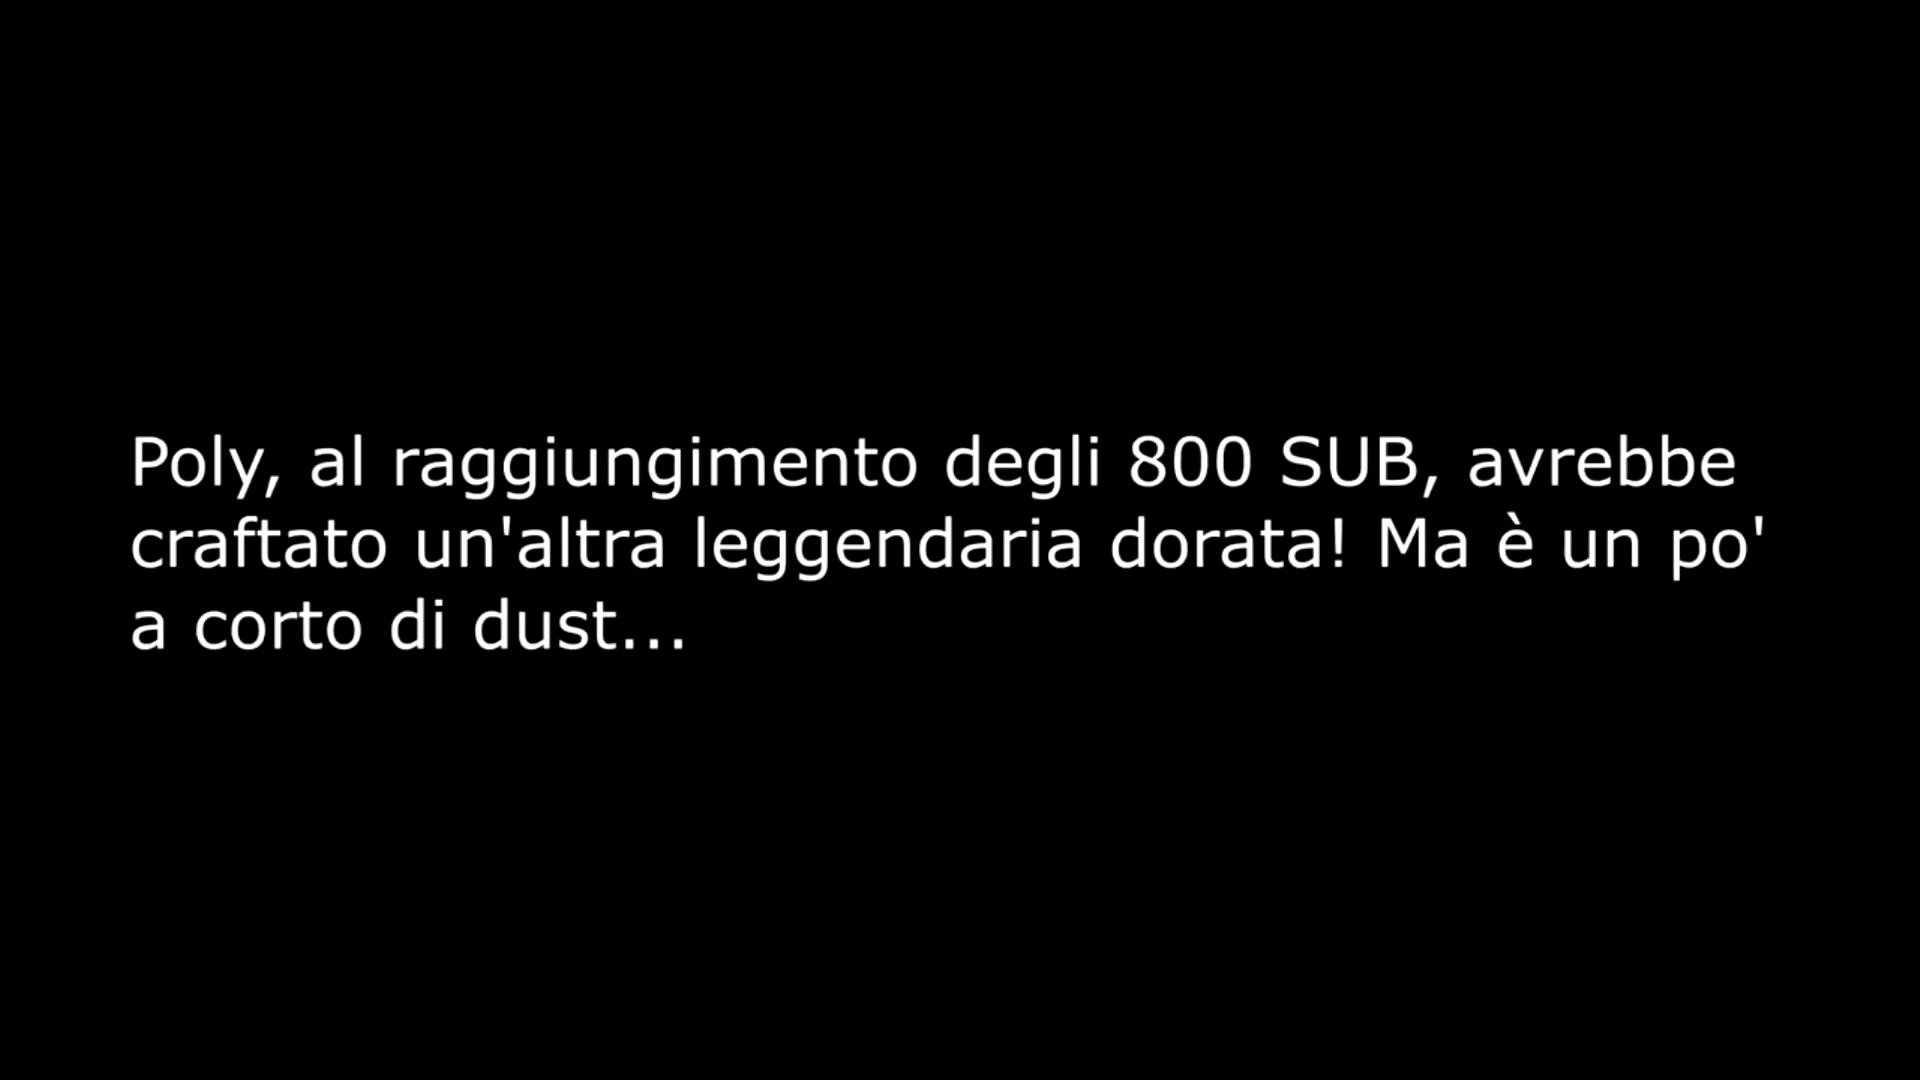 Poly, al raggiungimento degli 800 SUB, avrebbe
craftato un'altra leggendaria dorata! Ma è un po'
a corto di dust...